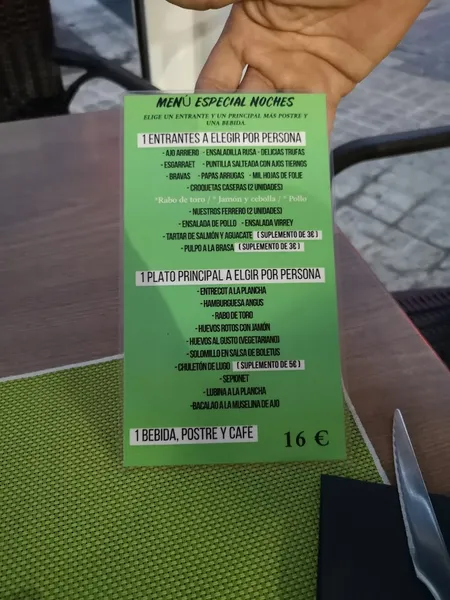 MENÚ ESPECIAL NOCHES
ELIGE UN ENTRANTE Y UN PRINCIPAL MÁS POSTRE Y
UNA BEBIDA.
1 ENTRANTES A ELEGIR POR PERSONA
- AJO ARRIERO - ENSALADILLA RUSA - DELICIAS TRUFAS
- ESGARRAET - PUNTILLA SALTEADA CON AJOS TIERNOS
- BRAVAS - PAPAS ARRUGAS - MIL HOJAS DE FOLIE
- CROQUETAS CASERAS (2 UNIDADES)
*Rabo de toro / * Jamón y cebolla / * Pollo
- NUESTROS FERRERO (2 UNIDADES)
- ENSALADA DE POLLO - ENSALADA VIRREY
- TARTAR DE SALMÓN Y AGUACATE ( SUPLEMENTO DE 3€ )
- PULPO A LA BRASA ( SUPLEMENTO DE 3€ )
1 PLATO PRINCIPAL A ELGIR POR PERSONA
- ENTRECOT A LA PLANCHA
- HAMBURGUESA ANGUS
- RABO DE TORO
- HUEVOS ROTOS CON JAMÓN
- HUEVOS AL GUSTO (VEGETARIANO)
- SOLOMILLO EN SALSA DE BOLETUS
- CHULETÓN DE LUGO ( SUPLEMENTO DE 5€ )
- SEPIONET
- LUBINA A LA PLANCHA
- BACALAO A LA MUSELINA DE AJO
1 BEBIDA, POSTRE Y CAFE 16 €